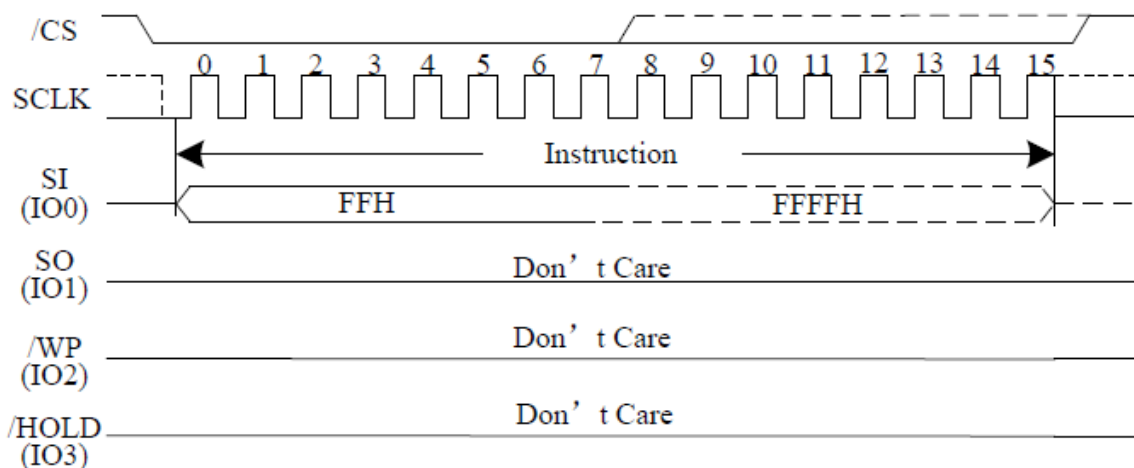 /CS
0 1 2 3 4 5 6 7 8 9 10 11 12 13 14 15
SCLK
Instruction
SI
(IO0)
FFH FFFFH
SO
(IO1)
Don’t Care
/WP
(IO2)
Don’t Care
/HOLD
(IO3)
Don’t Care